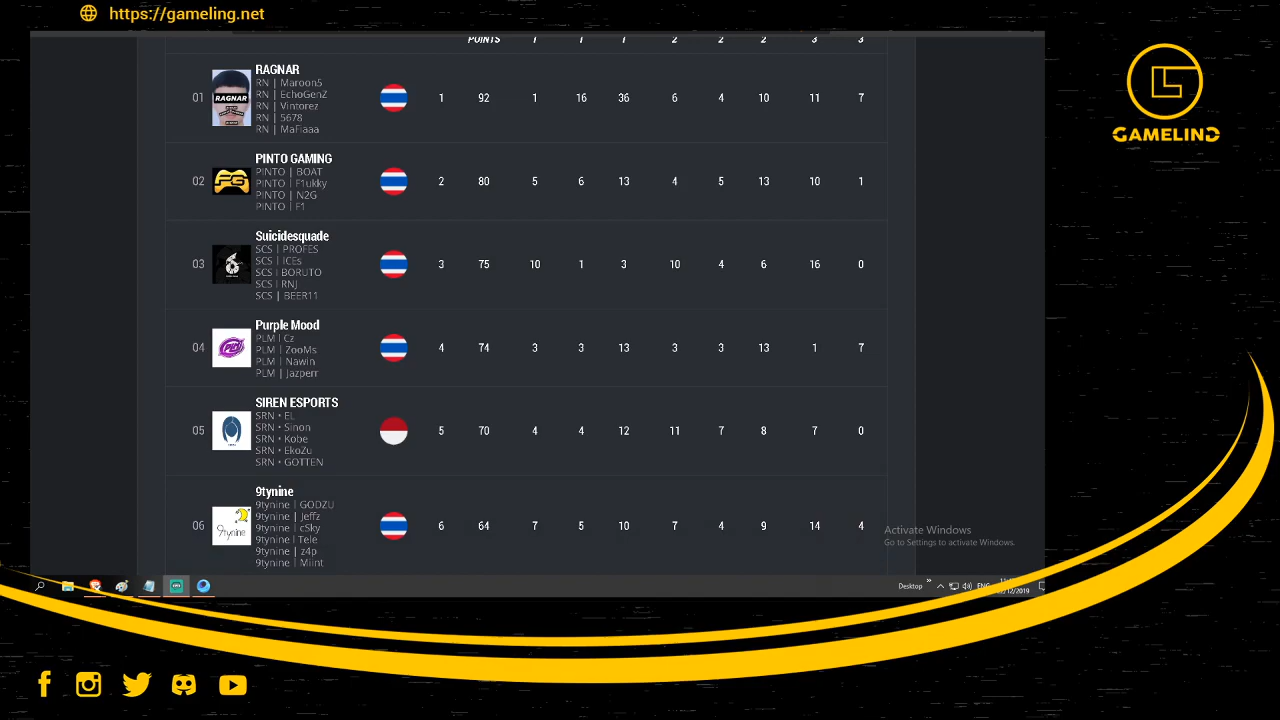 https://gameling.net
POINTS 1 1 1 2 2 2 3 3
01 RAGNAR 1 92 1 16 36 6 4 10 11 7
RN | Maroon5
RN | EchoGenZ
RN | Vintorez
RN | 5678
RN | MaFiaaa
RAGNAR
02 PINTO GAMING 2 80 5 6 13 4 5 13 10 1
PINTO | BOAT
PINTO | F1ukky
PINTO | N2G
PINTO | F1
03 Suicidesquade 3 75 10 1 3 10 4 6 16 0
SCS l PROFES
SCS | ICEs
SCS l BORUTO
SCS l RNJ
SCS | BEER11
04 Purple Mood 4 74 3 3 13 3 3 13 1 7
PLM | Cz
PLM | ZooMs
PLM | Nawin
PLM | Jazperr
05 SIREN ESPORTS 5 70 4 4 12 11 7 8 7 0
SRN • EL
SRN • Sinon
SRN • Kobe
SRN • EkoZu
SRN • GOTTEN
06 9tynine 6 64 7 5 10 7 4 9 14 4
9tynine | GODZU
9tynine | Jeffz
9tynine | cSky
9tynine l Tele
9tynine | z4p
9tynine | Miint
9tynine
Activate Windows
Go to Settings to activate Windows.
Desktop
ENG
/12/2019
GAMELING